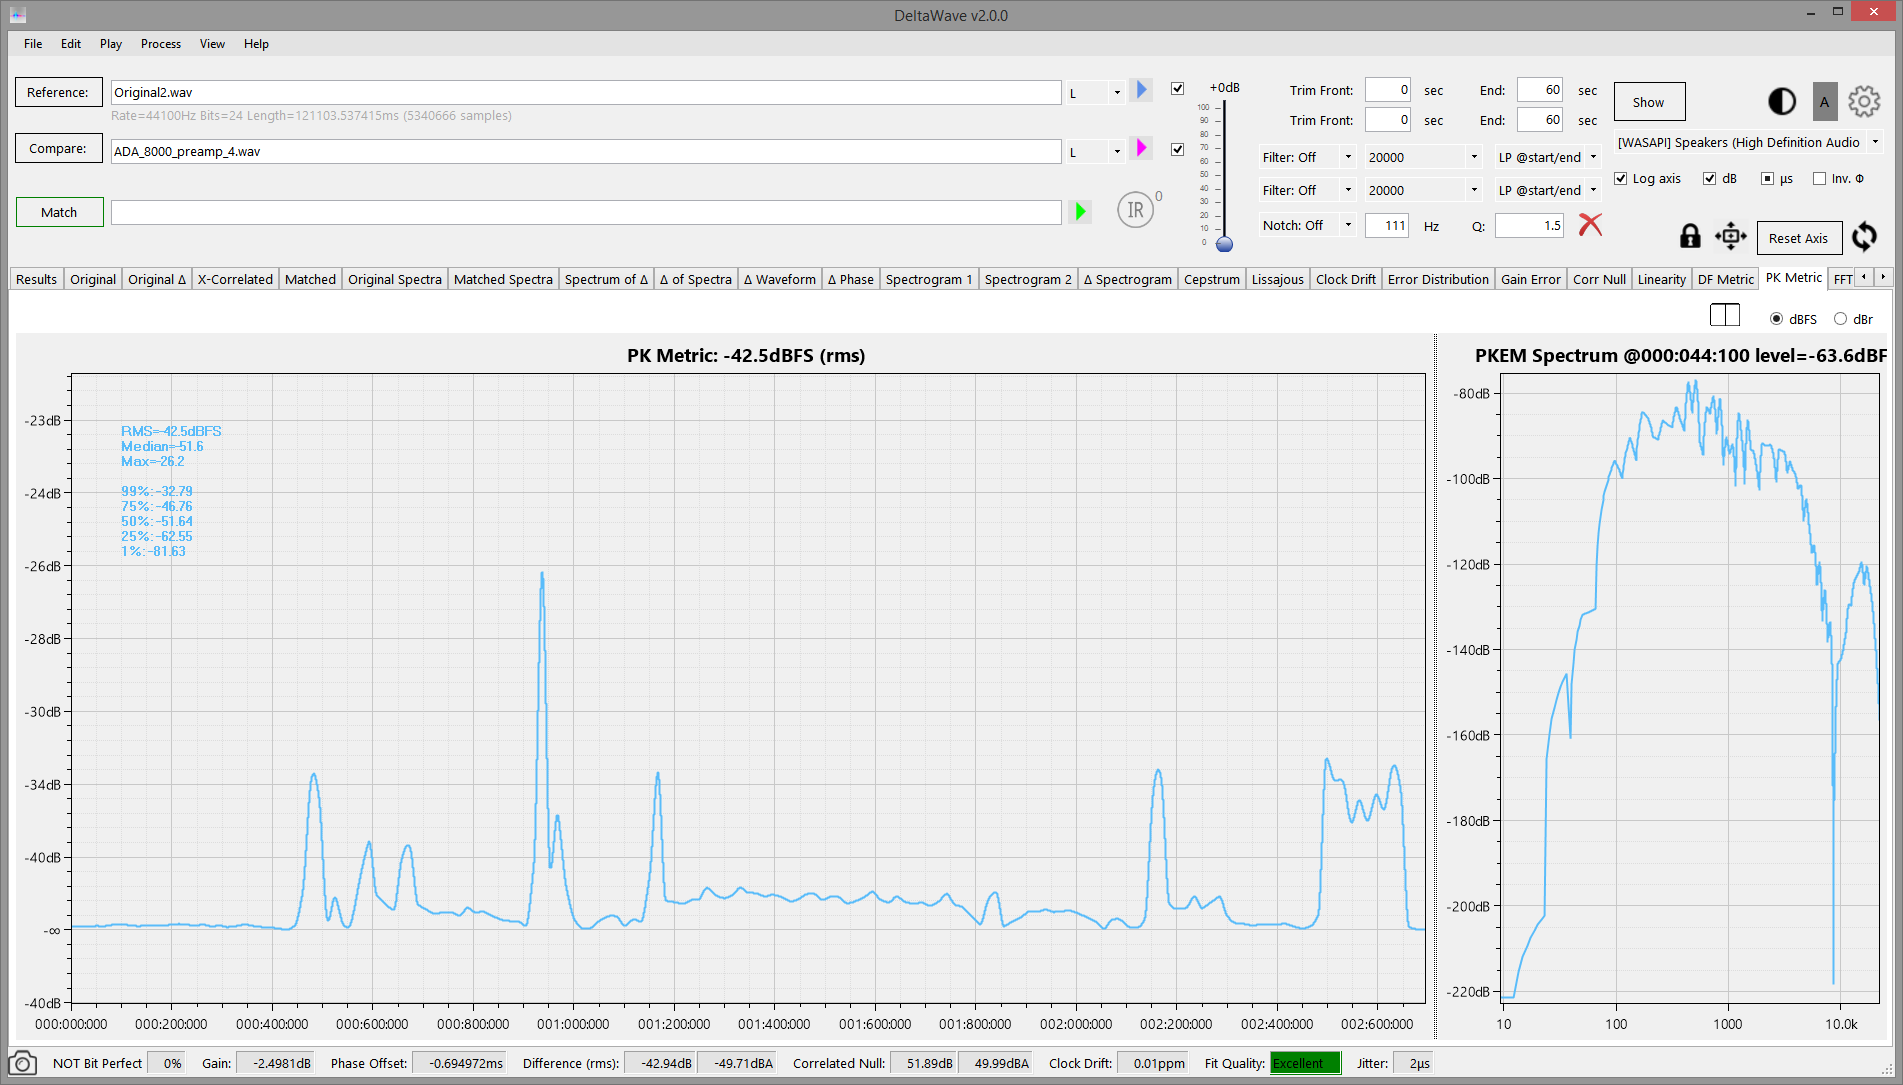 DeltaWave v2.0.0
File Edit Play Process View Help
Reference: Original2.wav L
Rate=44100Hz Bits=24 Length=121103.537415ms (5340666 samples)
Compare: ADA_8000_preamp_4.wav L
Match
IR 0
+0dB
100
90
80
70
60
50
40
30
20
10
0
Trim Front: 0 sec End: 60 sec
Trim Front: 0 sec End: 60 sec
Filter: Off 20000 LP @start/end
Filter: Off 20000 LP @start/end
Notch: Off 111 Hz Q: 1.5
Show A
[WASAPI] Speakers (High Definition Audio
Log axis dB µs Inv. Φ
Reset Axis
Results Original Original Δ X-Correlated Matched Original Spectra Matched Spectra Spectrum of Δ Δ of Spectra Δ Waveform Δ Phase Spectrogram 1 Spectrogram 2 Δ Spectrogram Cepstrum Lissajous Clock Drift Error Distribution Gain Error Corr Null Linearity DF Metric PK Metric FFT
dBFS dBr
PK Metric: -42.5dBFS (rms)
RMS=-42.5dBFS
Median=-51.6
Max=-26.2
99%:-32.79
75%:-46.76
50%:-51.64
25%:-62.55
1%:-81.63
-23dB
-24dB
-26dB
-28dB
-30dB
-34dB
-40dB
-∞
-40dB
000:000:000 000:200:000 000:400:000 000:600:000 000:800:000 001:000:000 001:200:000 001:400:000 001:600:000 001:800:000 002:000:000 002:200:000 002:400:000 002:600:000
PKEM Spectrum @000:044:100 level=-63.6dBF
-80dB
-100dB
-120dB
-140dB
-160dB
-180dB
-200dB
-220dB
10 100 1000 10.0k
NOT Bit Perfect 0% Gain: -2.4981dB Phase Offset: -0.694972ms Difference (rms): -42.94dB -49.71dBA Correlated Null: 51.89dB 49.99dBA Clock Drift: 0.01ppm Fit Quality: Excellent Jitter: 2µs